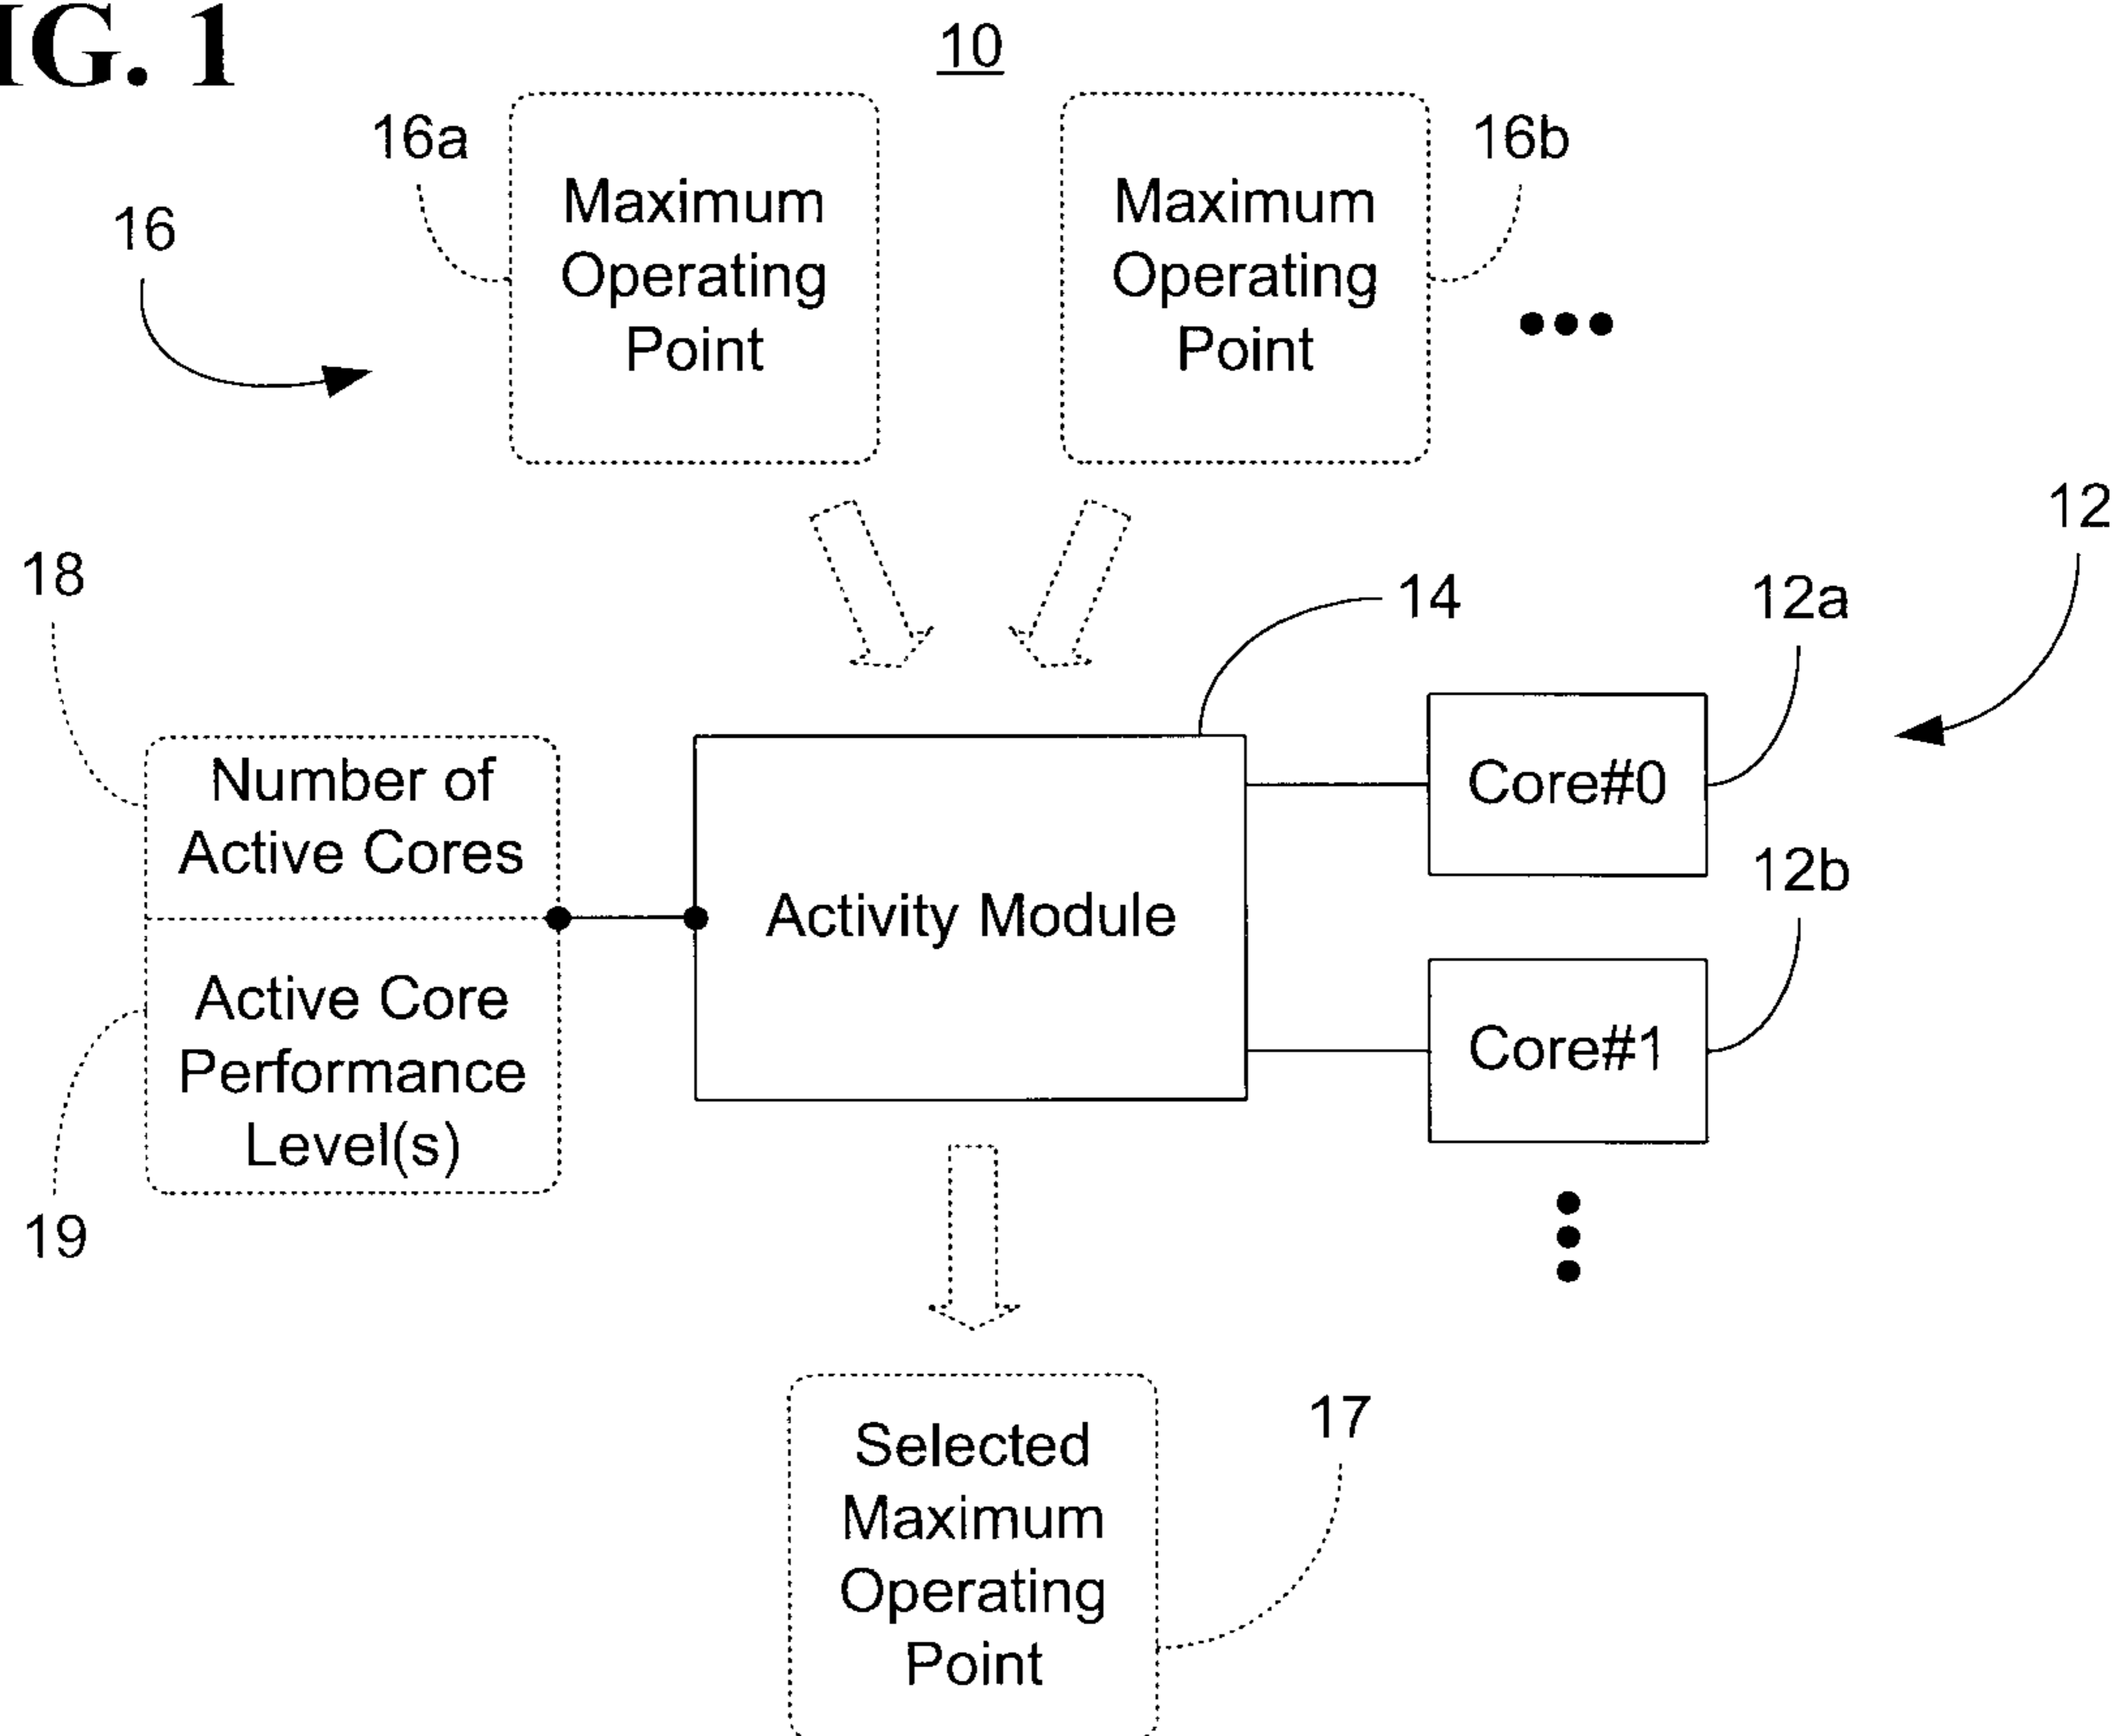 IG. 1
10
16a
16b
16
Maximum
Operating
Point
Maximum
Operating
Point
12
18
14
12a
Number of
Active Cores
Activity Module
Core#0
12b
Active Core
Performance
Level(s)
Core#1
19
17
Selected
Maximum
Operating
Point